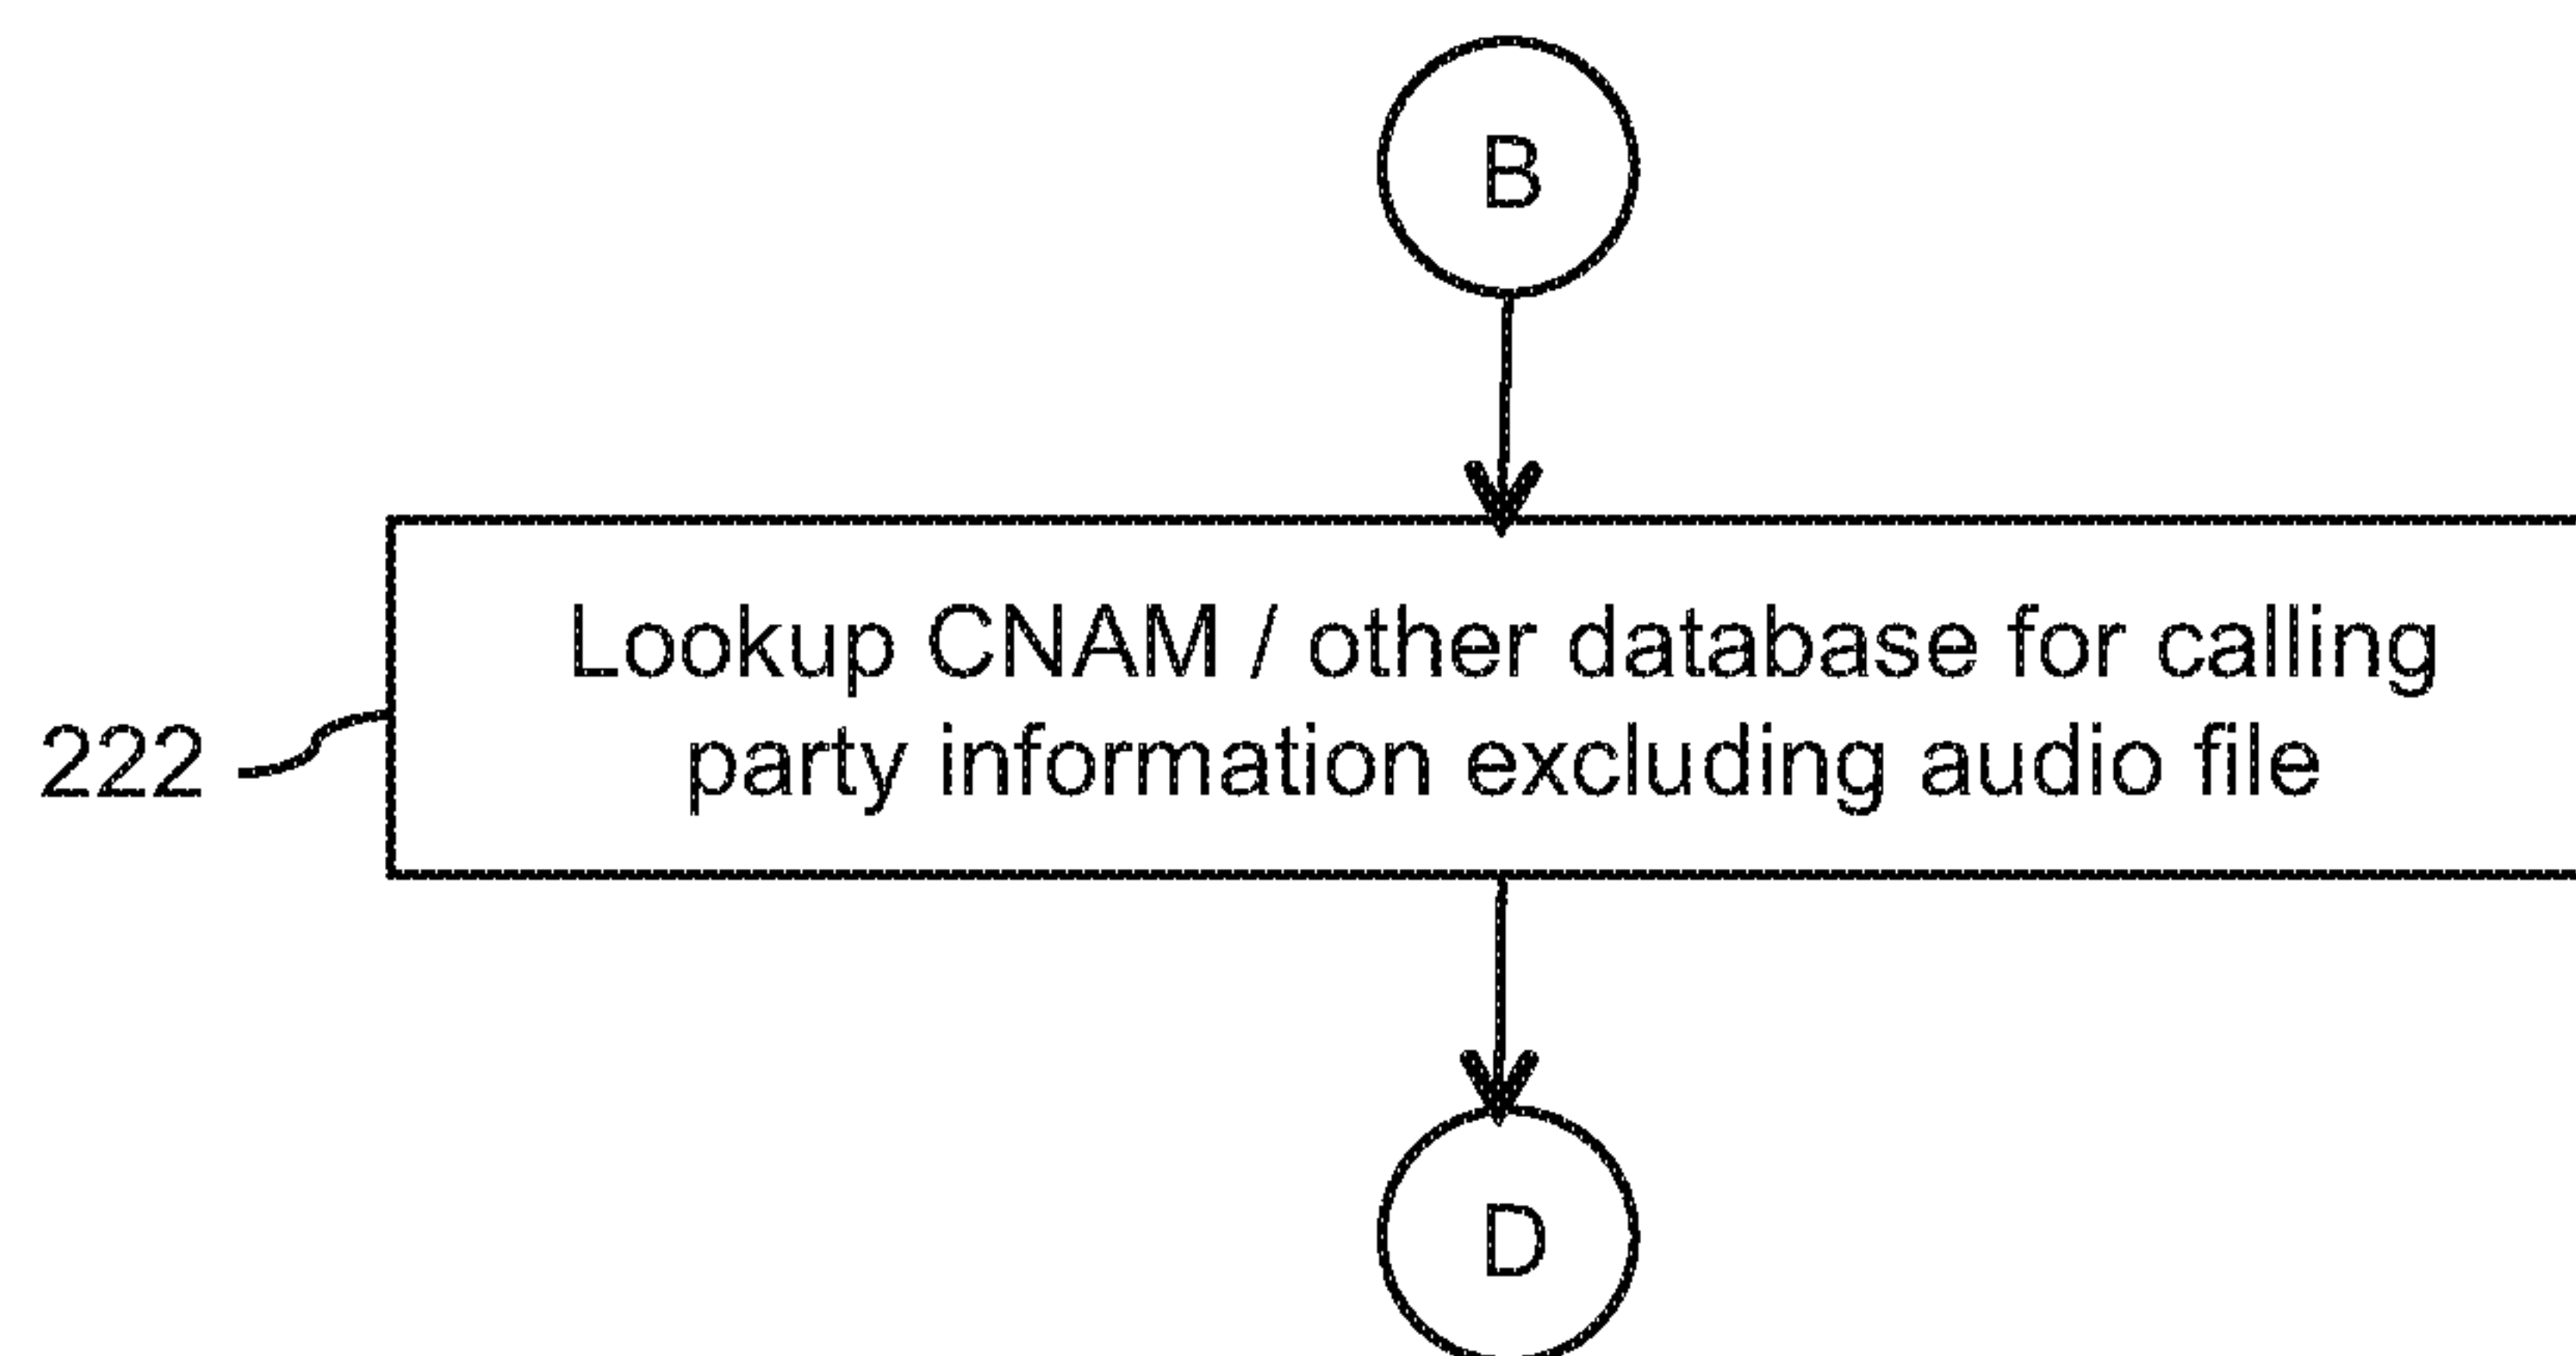 B
Lookup CNAM / other database for calling
party information excluding audio file
222
D